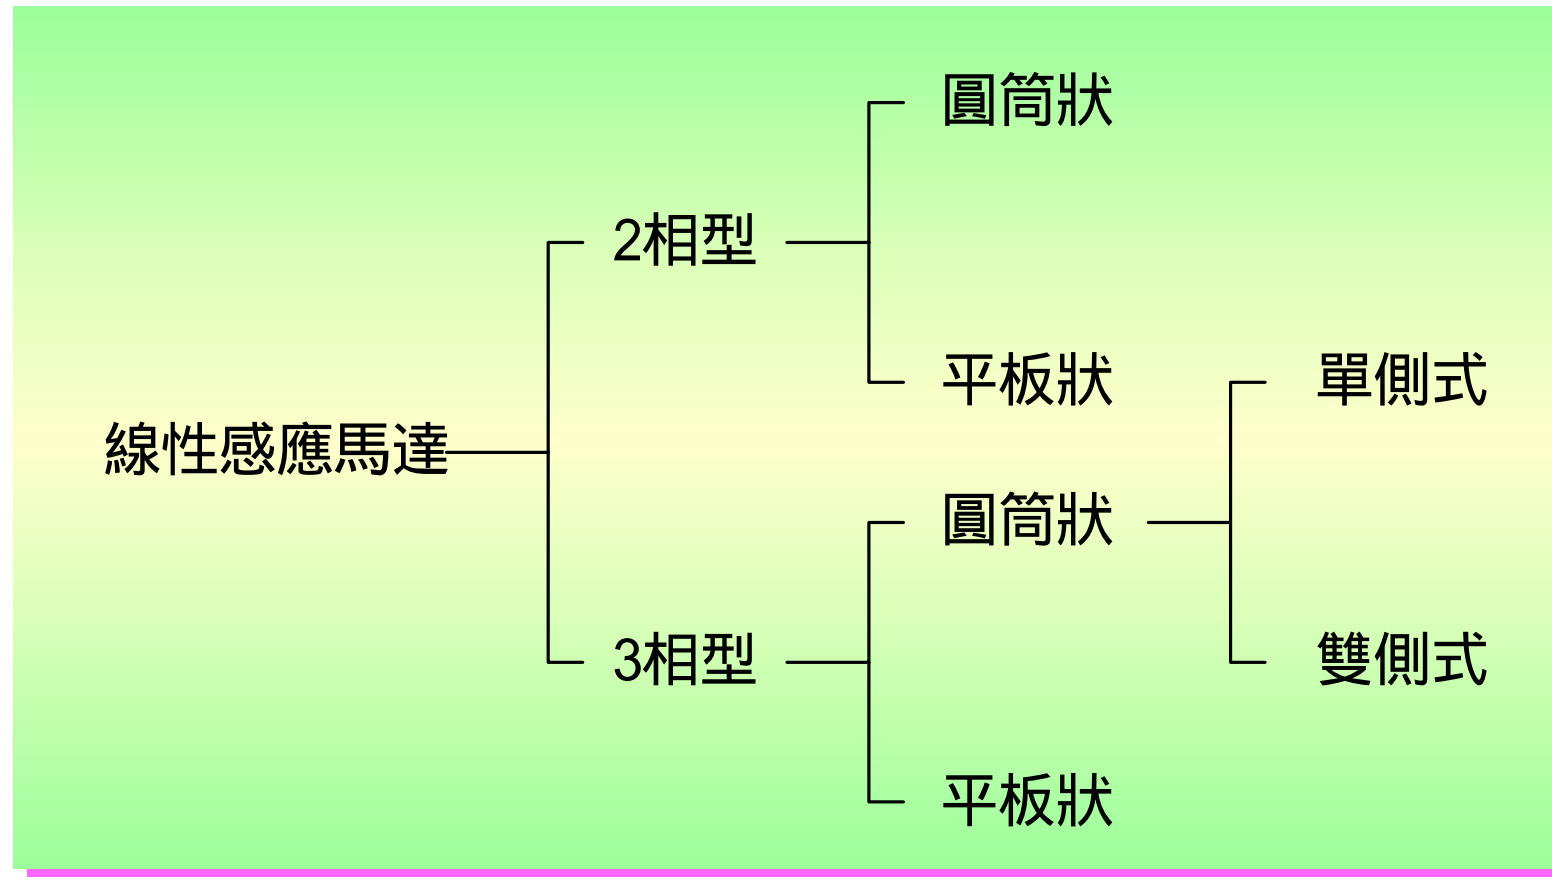 圓筒狀
2相型
平板狀
單側式
線性感應馬達
圓筒狀
3相型
雙側式
平板狀